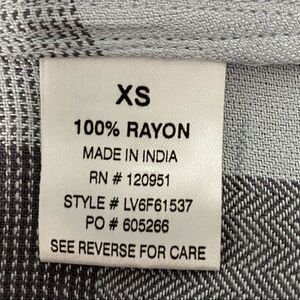 XS
100% RAYON
MADE IN INDIA
RN # 120951
STYLE # LV6F61537
PO # 605266
SEE REVERSE FOR CARE